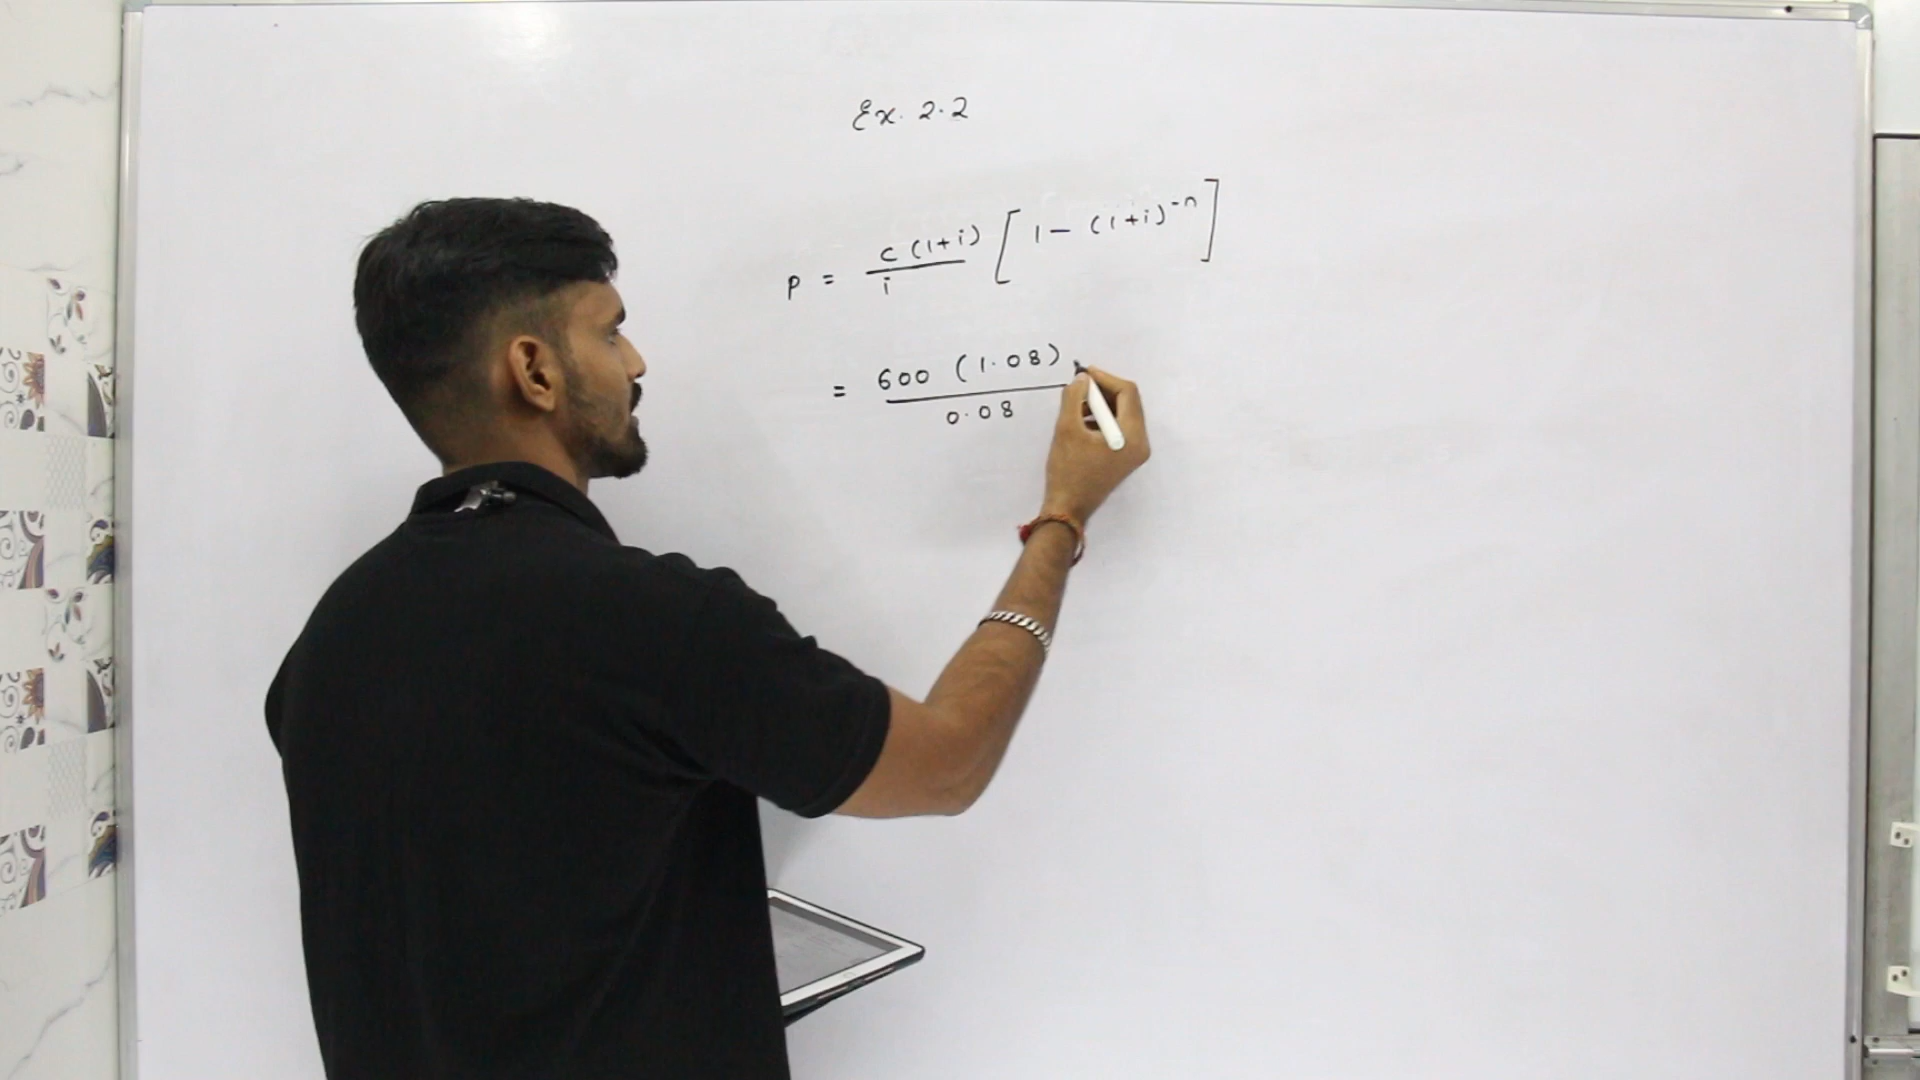 Ex. 2.2
P = c (1+i) / i [ 1 - (1+i)^-n ]
= 600 (1.08) / 0.08